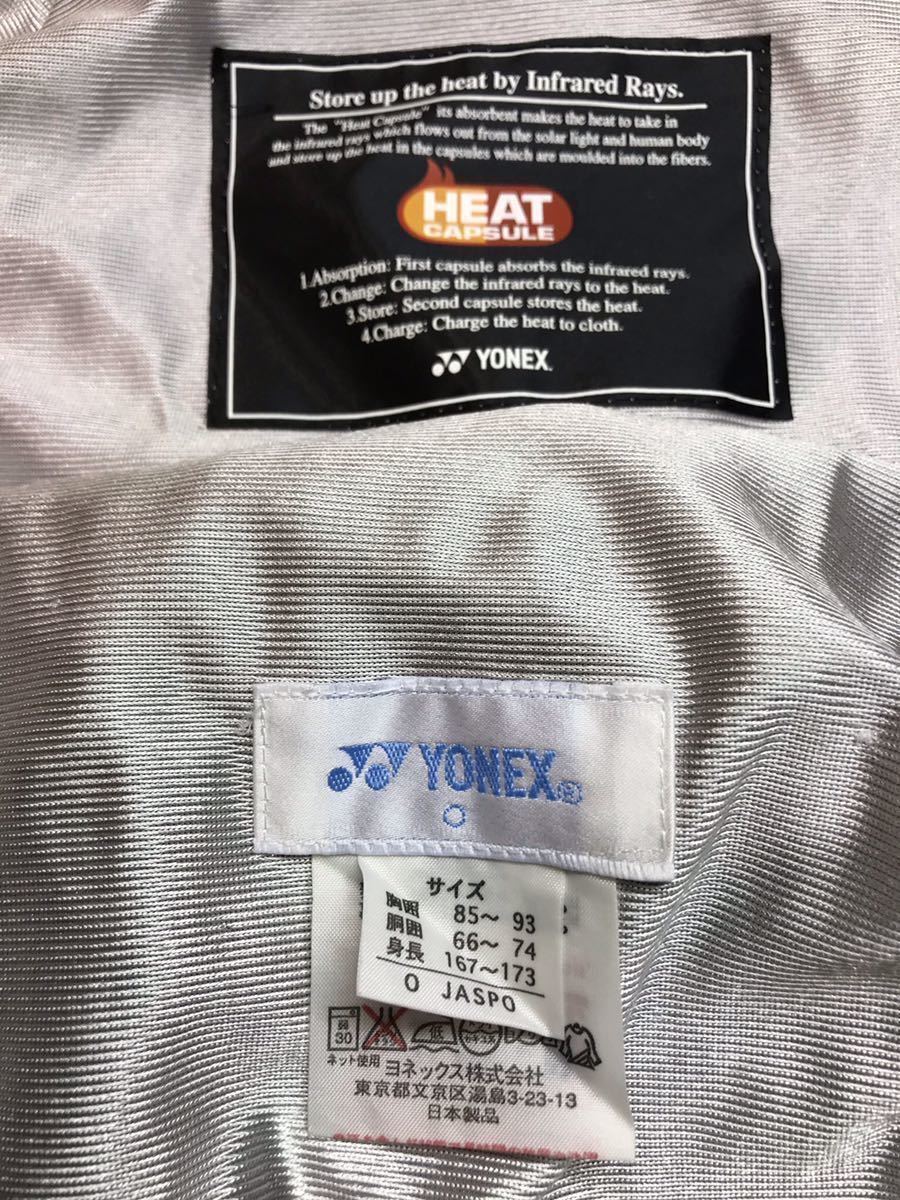 Store up the heat by Infrared Rays.
The "Heat Capsule" its absorbent makes the heat to take in
the infrared rays which flows out from the solar light and human body
and store up the heat in the capsules which are moulded into the fibers.
HEAT
CAPSULE
1.Absorption: First capsule absorbs the infrared rays.
2.Change: Change the infrared rays to the heat.
3.Store: Second capsule stores the heat.
4.Charge: Charge the heat to cloth.
YONEX
YONEX®
O
サイズ
胸囲 85～ 93
胴囲 66～ 74
身長 167～173
O JASPO
弱
30
低
ネット使用
ヨネックス株式会社
東京都文京区湯島3-23-13
日本製品